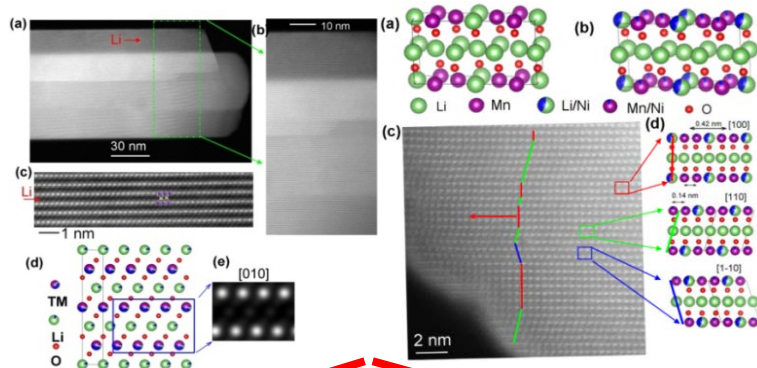 (a)
Li
30 nm
(b)
10 nm
(c)
Li
1 nm
(d)
TM
Li
O
(e)
[010]
(a)
(b)
Li
Mn
Li/Ni
Mn/Ni
O
(c)
2 nm
(d)
0.42 nm
[100]
0.14 nm
[110]
[1-10]